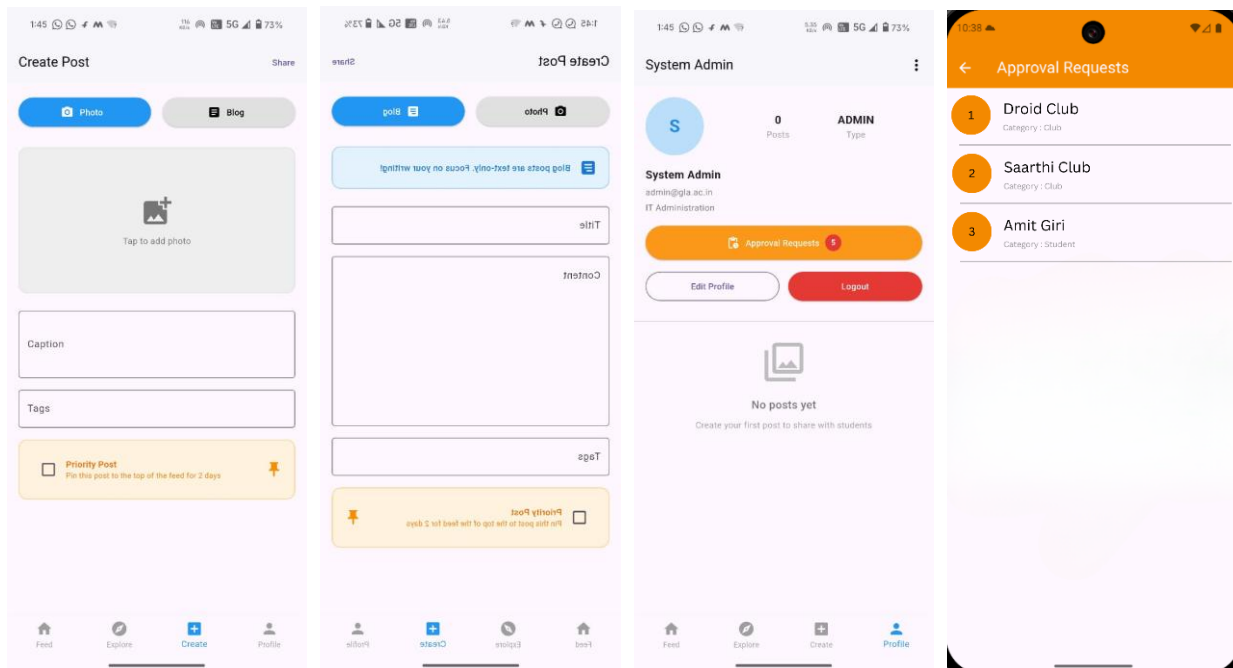 1:45
5G
73%
Create Post
Share
Photo
Blog
Tap to add photo
Caption
Tags
Priority Post
Pin this post to the top of the feed for 2 days
Feed
Explore
Create
Profile
1:45
5G
73%
Create Post
Share
Photo
Blog
Blog posts are text-only. Focus on your writing!
Title
Content
Tags
Priority Post
Pin this post to the top of the feed for 2 days
Feed
Explore
Create
Profile
1:45
5G
73%
System Admin
S
0
Posts
ADMIN
Type
System Admin
admin@gla.ac.in
IT Administration
Approval Requests 5
Edit Profile
Logout
No posts yet
Create your first post to share with students
Feed
Explore
Create
Profile
10:38
Approval Requests
1
Droid Club
Category : Club
2
Saarthi Club
Category : Club
3
Amit Giri
Category : Student